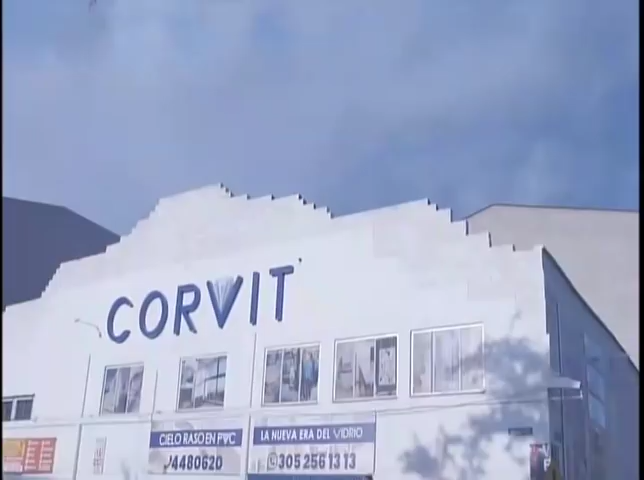 CORVIT
CIELO RASO EN PVC
4480620
LA NUEVA ERA DEL VIDRIO
305 256 13 13